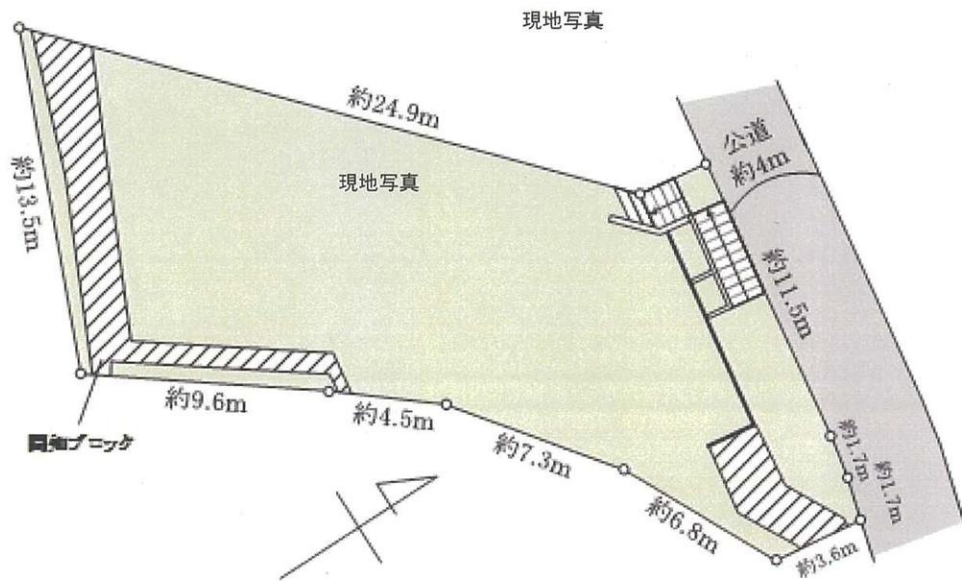 現地写真
約24.9m
公道
約4m
現地写真
約13.5m
約11.5m
約9.6m
約4.5m
約7.3m
約1.7m
約1.7m
約6.8m
約3.6m